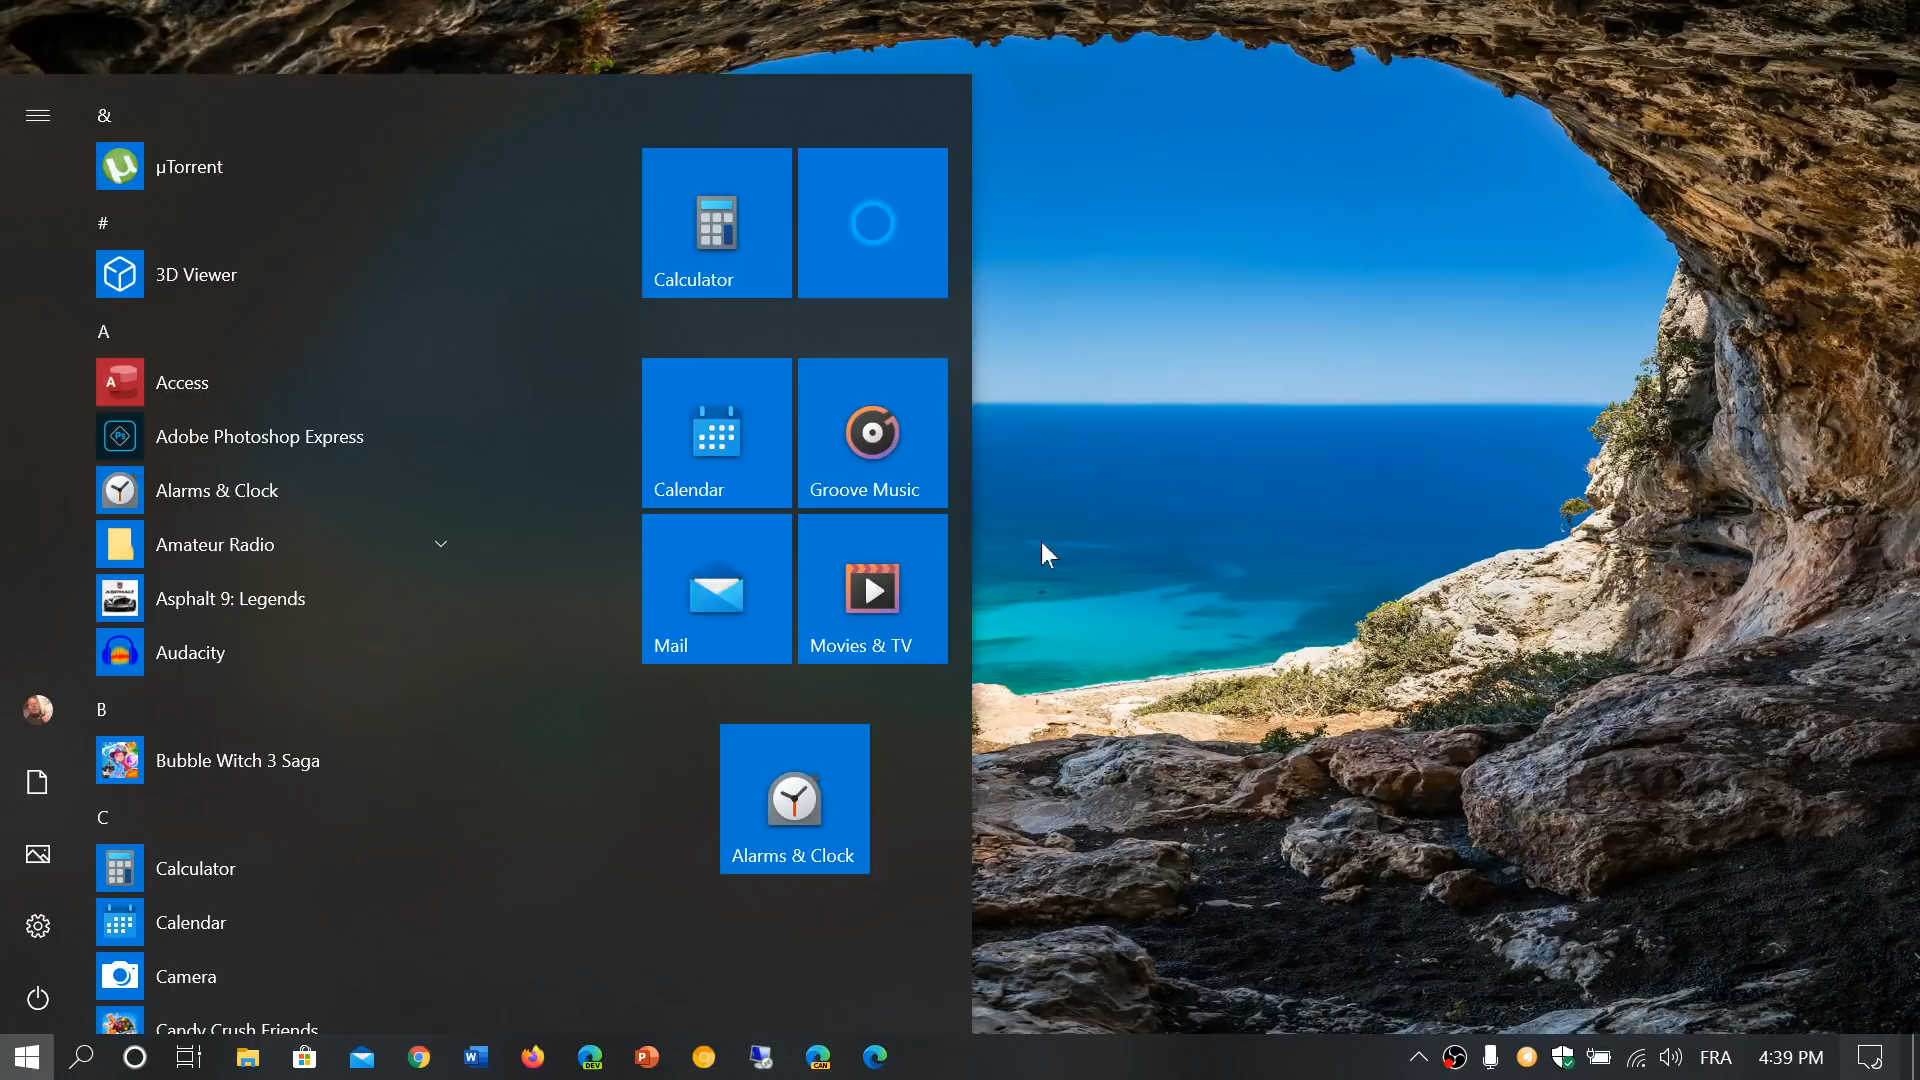 &
µTorrent
#
3D Viewer
A
Access
Adobe Photoshop Express
Alarms & Clock
Amateur Radio
Asphalt 9: Legends
Audacity
B
Bubble Witch 3 Saga
C
Calculator
Calendar
Camera
Candy Crush Friends
Calculator
Calendar
Groove Music
Mail
Movies & TV
Alarms & Clock
DEV
CAN
FRA
4:39 PM